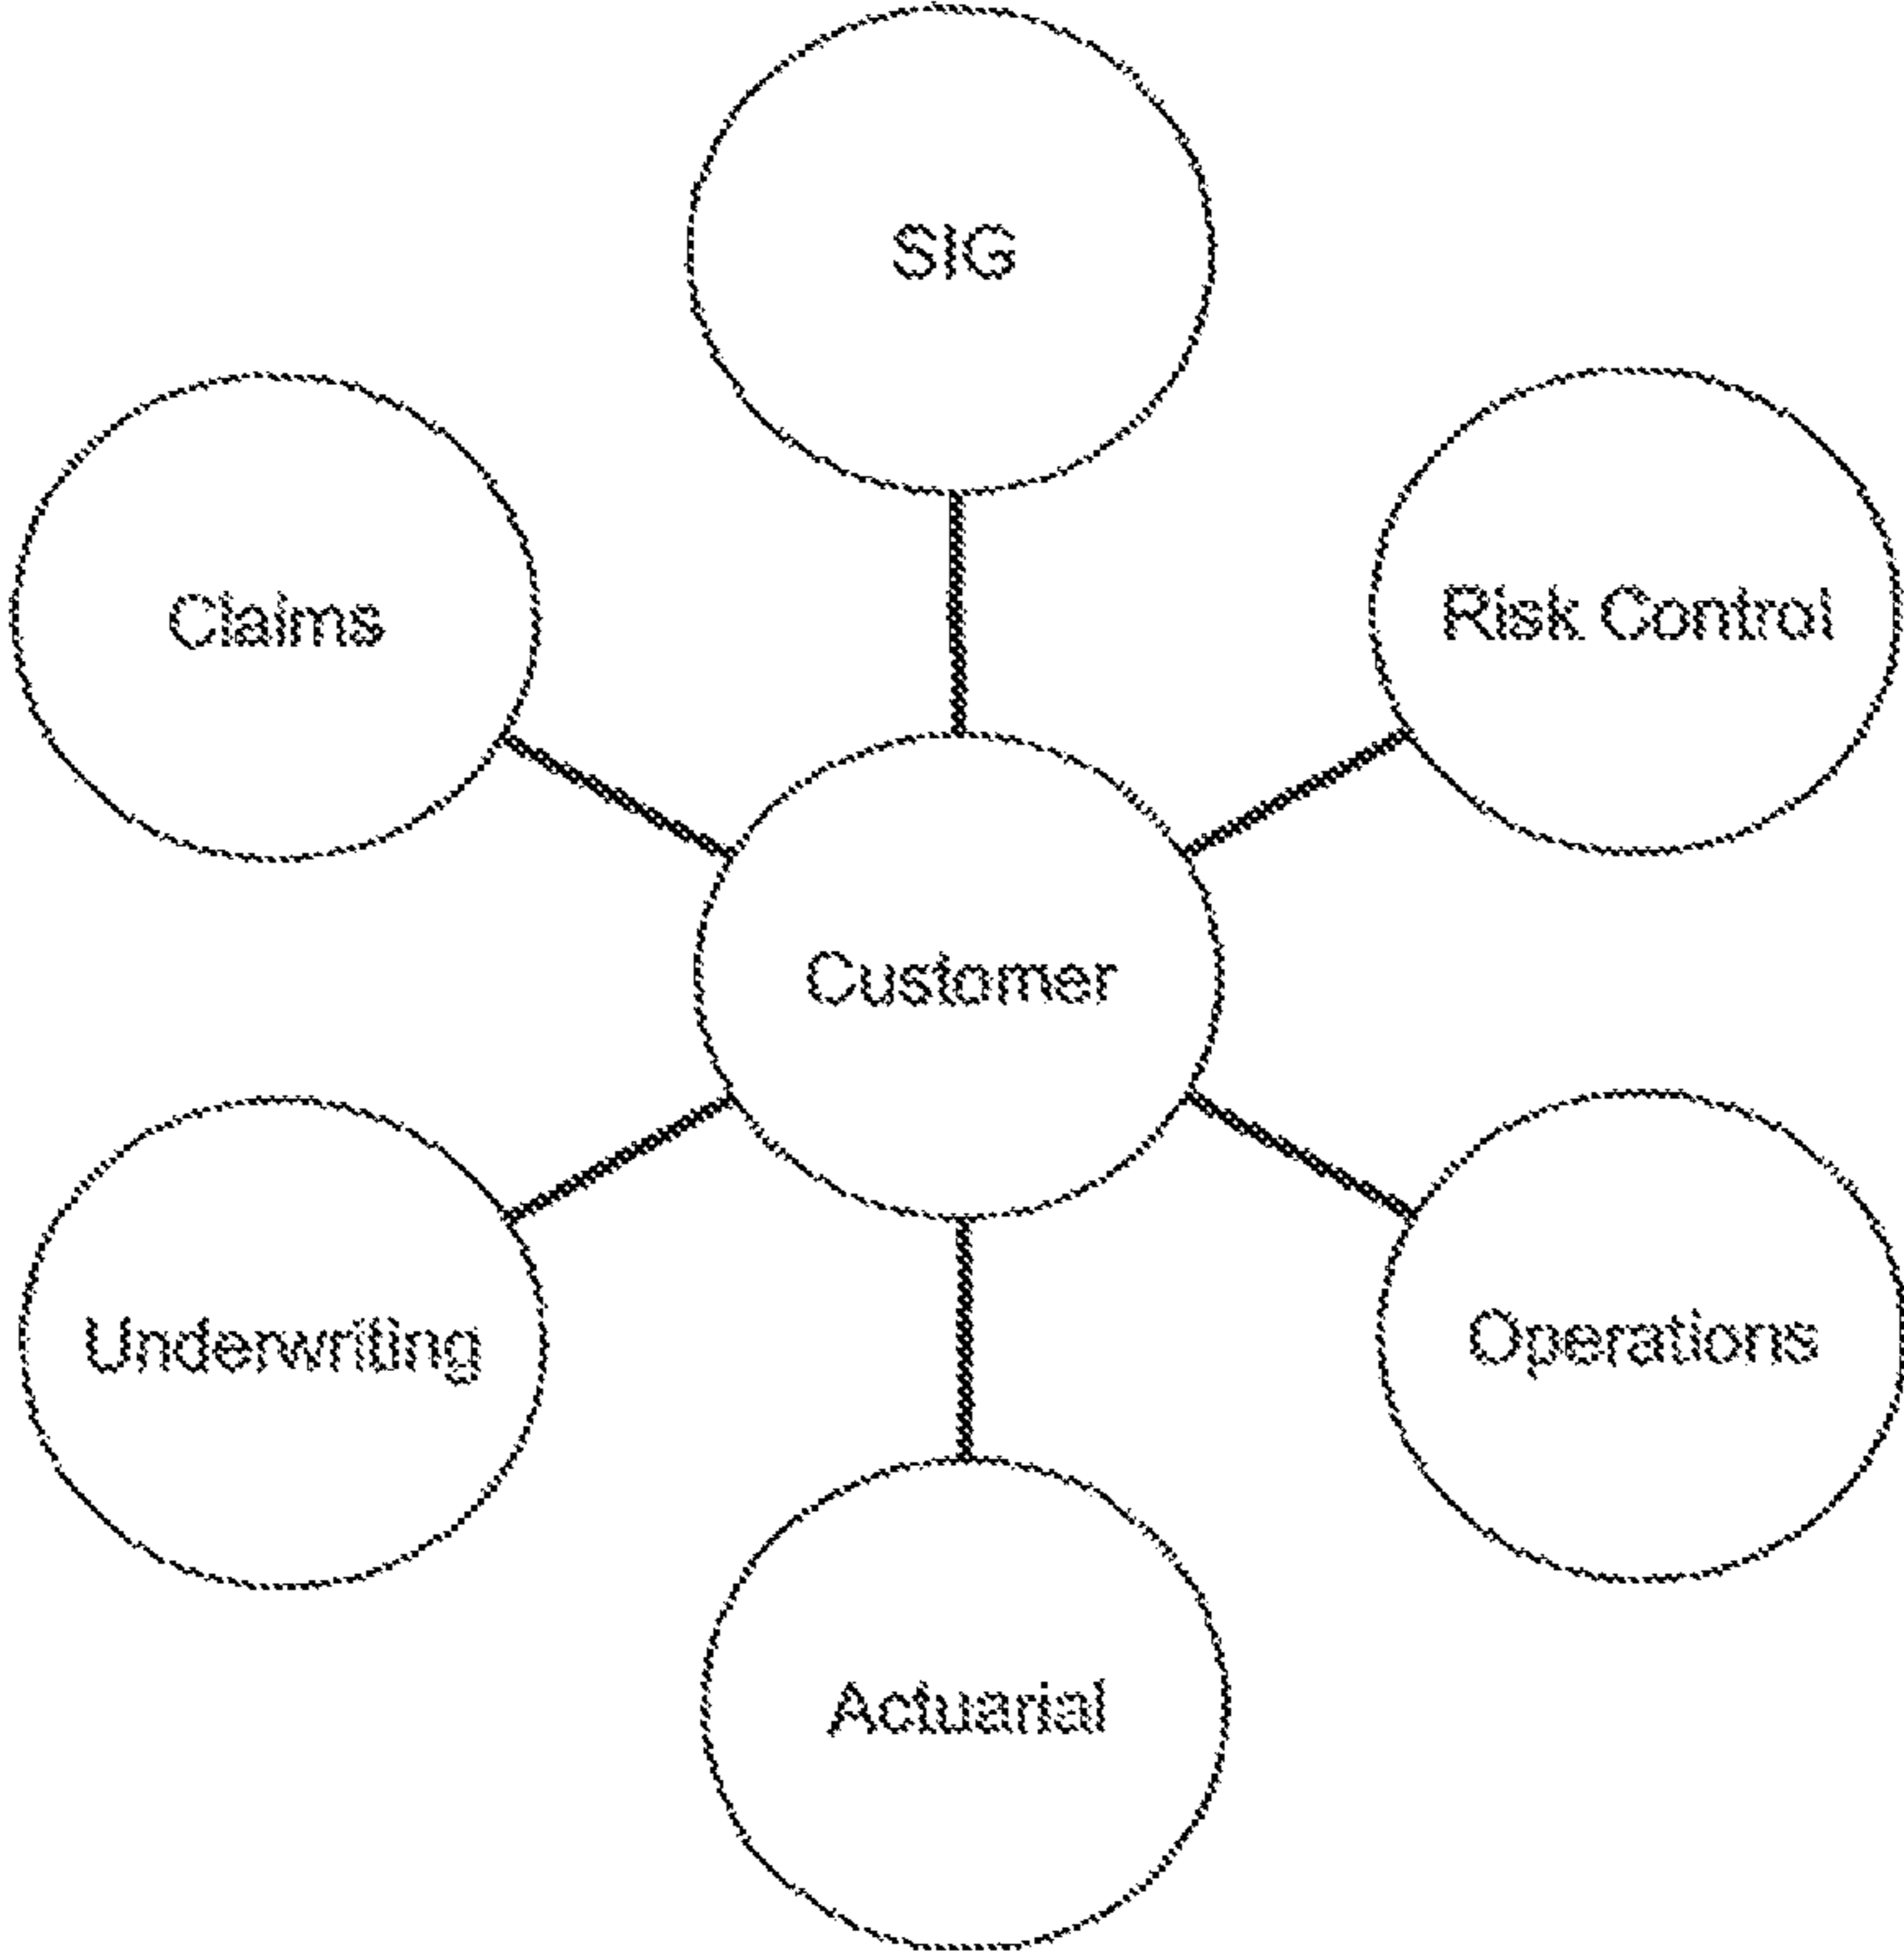 SIG
Claims
Risk Control
Customer
Underwriting
Operations
Actuarial